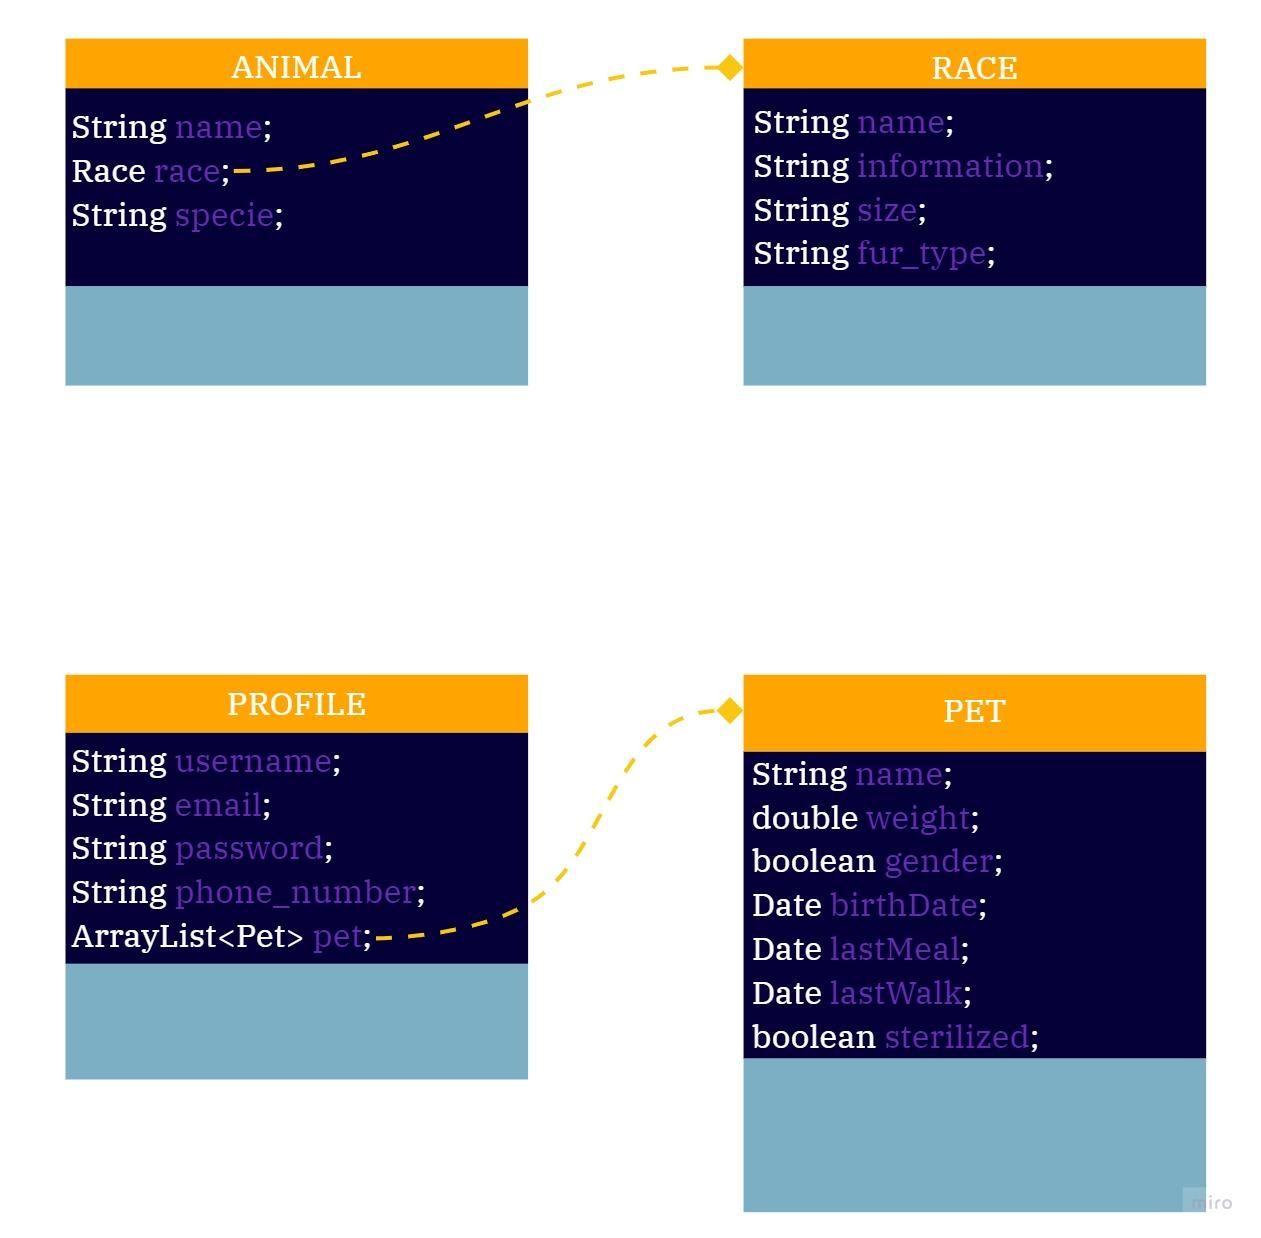 ANIMAL
String name;
Race race;
String specie;
RACE
String name;
String information;
String size;
String fur_type;
PROFILE
String username;
String email;
String password;
String phone_number;
ArrayList<Pet> pet;
PET
String name;
double weight;
boolean gender;
Date birthDate;
Date lastMeal;
Date lastWalk;
boolean sterilized;
miro